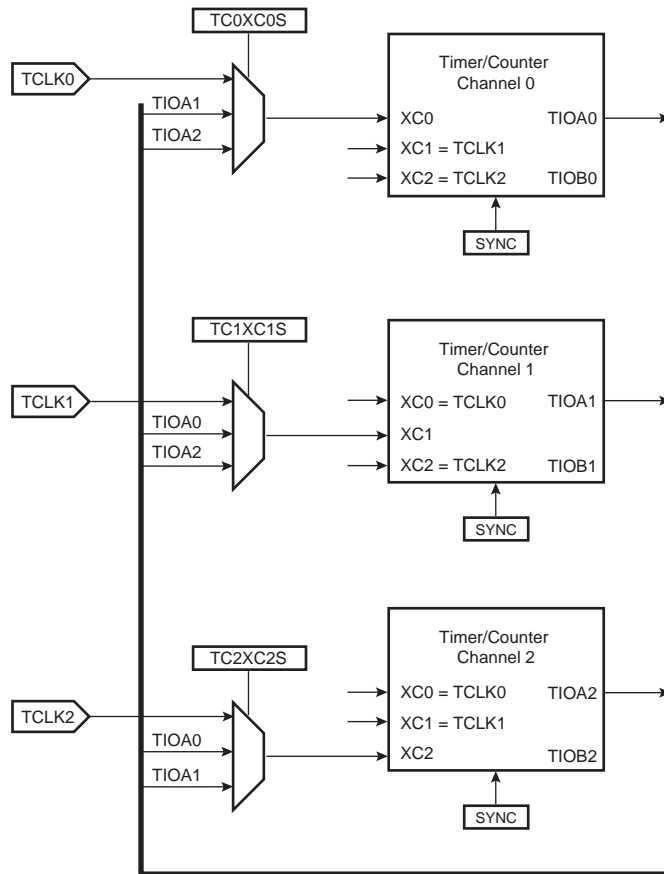 TC0XC0S
TCLK0
TIOA1
TIOA2
Timer/Counter
Channel 0
XC0
TIOA0
XC1 = TCLK1
XC2 = TCLK2
TIOB0
SYNC
TC1XC1S
TCLK1
TIOA0
TIOA2
Timer/Counter
Channel 1
XC0 = TCLK0
TIOA1
XC1
XC2 = TCLK2
TIOB1
SYNC
TC2XC2S
TCLK2
TIOA0
TIOA1
Timer/Counter
Channel 2
XC0 = TCLK0
TIOA2
XC1 = TCLK1
XC2
TIOB2
SYNC